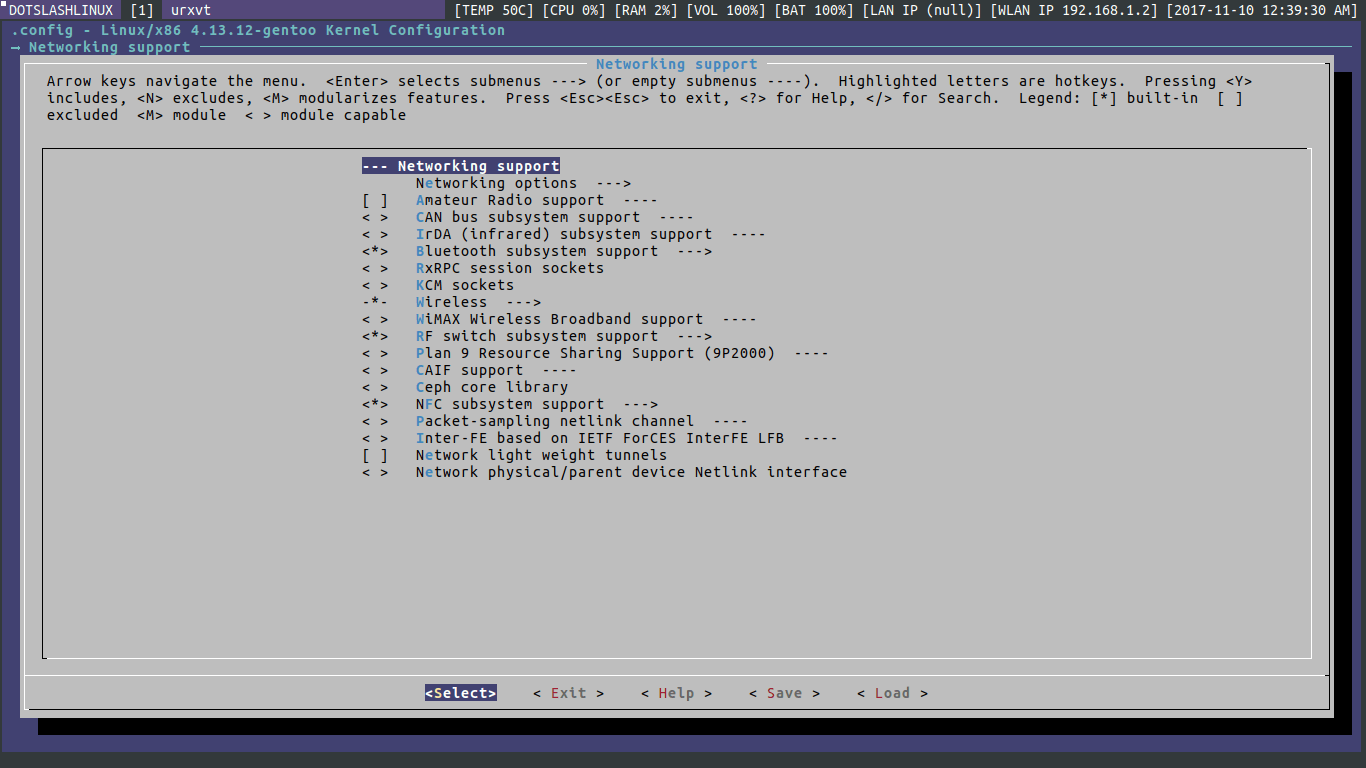 DOTSLASHLINUX [1] urxvt [TEMP 50C] [CPU 0%] [RAM 2%] [VOL 100%] [BAT 100%] [LAN IP (null)] [WLAN IP 192.168.1.2] [2017-11-10 12:39:30 AM]
.config - Linux/x86 4.13.12-gentoo Kernel Configuration
→ Networking support
Networking support
Arrow keys navigate the menu.  <Enter> selects submenus ---> (or empty submenus ----).  Highlighted letters are hotkeys.  Pressing <Y>
includes, <N> excludes, <M> modularizes features.  Press <Esc><Esc> to exit, <?> for Help, </> for Search.  Legend: [*] built-in  [ ]
excluded  <M> module  < > module capable
--- Networking support
      Networking options  --->
[ ]   Amateur Radio support  ----
< >   CAN bus subsystem support  ----
< >   IrDA (infrared) subsystem support  ----
<*>   Bluetooth subsystem support  --->
< >   RxRPC session sockets
< >   KCM sockets
-*-   Wireless  --->
< >   WiMAX Wireless Broadband support  ----
<*>   RF switch subsystem support  --->
< >   Plan 9 Resource Sharing Support (9P2000)  ----
< >   CAIF support  ----
< >   Ceph core library
<*>   NFC subsystem support  --->
< >   Packet-sampling netlink channel  ----
< >   Inter-FE based on IETF ForCES InterFE LFB  ----
[ ]   Network light weight tunnels
< >   Network physical/parent device Netlink interface
<Select>    < Exit >    < Help >    < Save >    < Load >